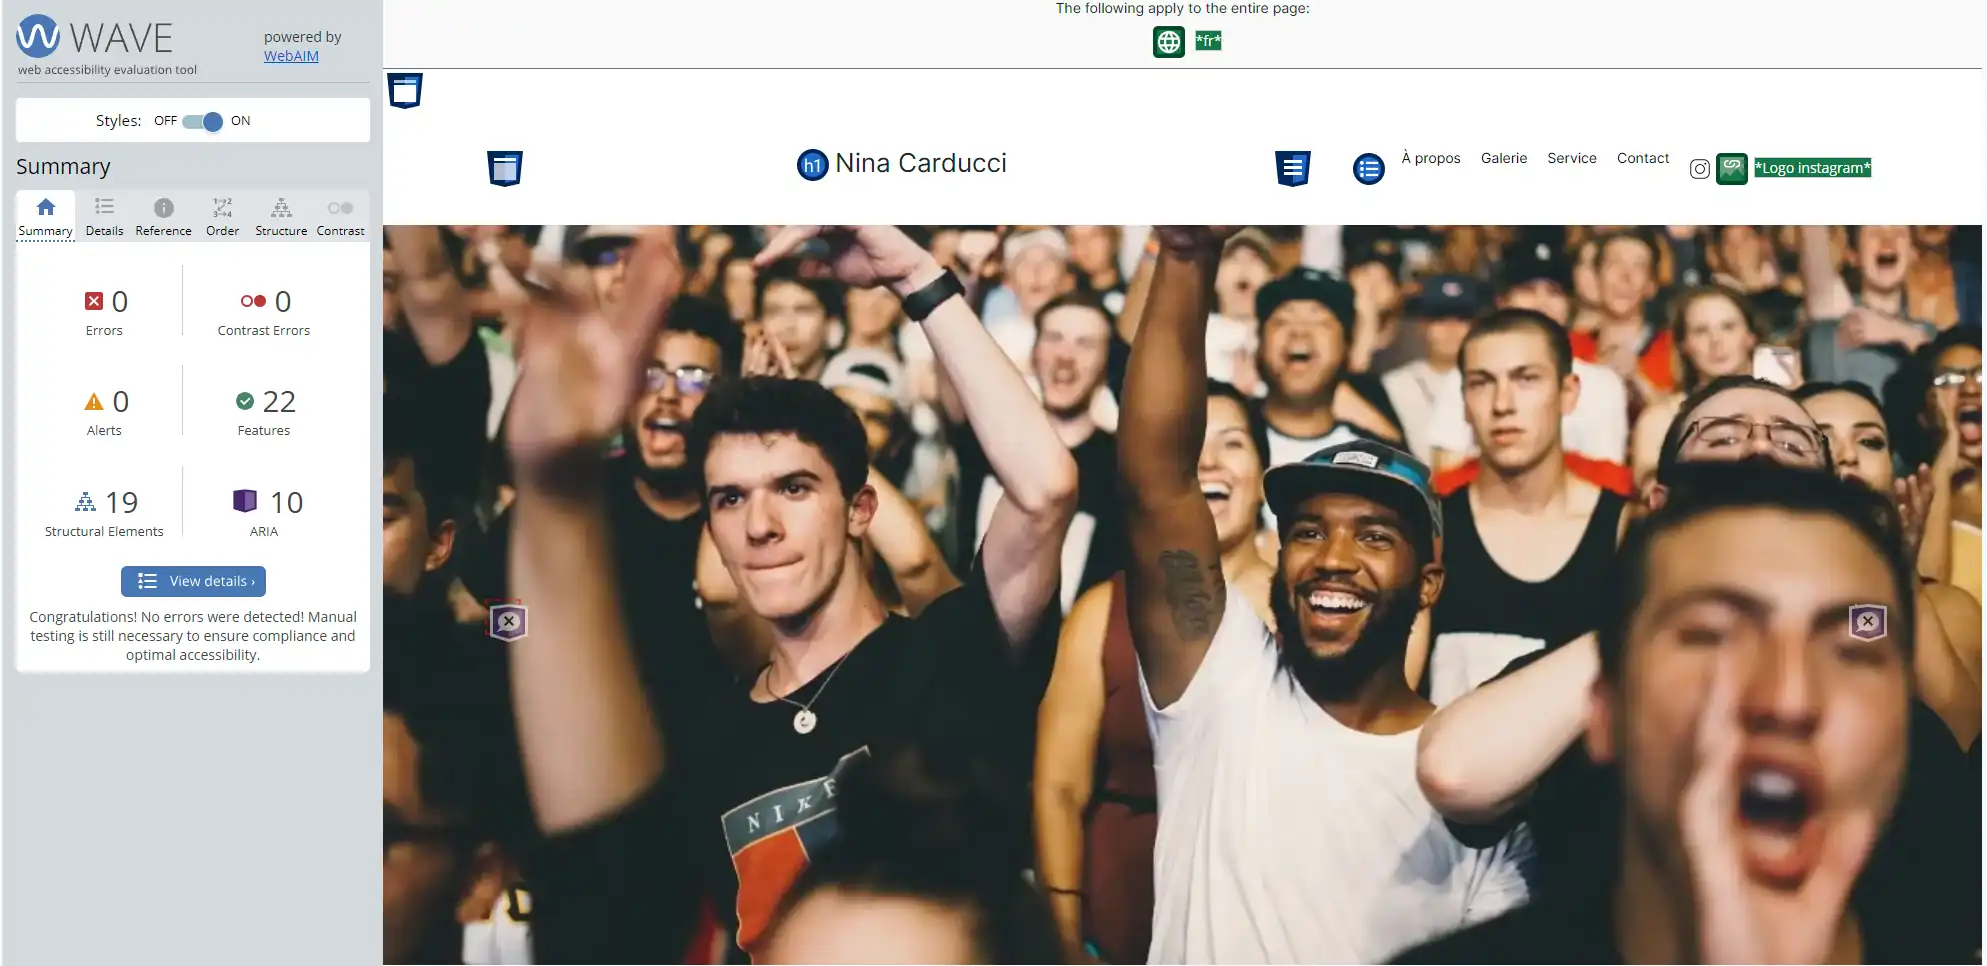 WAVE
powered by
WebAIM
web accessibility evaluation tool
Styles: OFF ON
Summary
Summary Details Reference Order Structure Contrast
0
Errors
0
Contrast Errors
0
Alerts
22
Features
19
Structural Elements
10
ARIA
View details ›
Congratulations! No errors were detected! Manual
testing is still necessary to ensure compliance and
optimal accessibility.
The following apply to the entire page:
*fr*
h1 Nina Carducci
À propos Galerie Service Contact
*Logo instagram*
NIKE